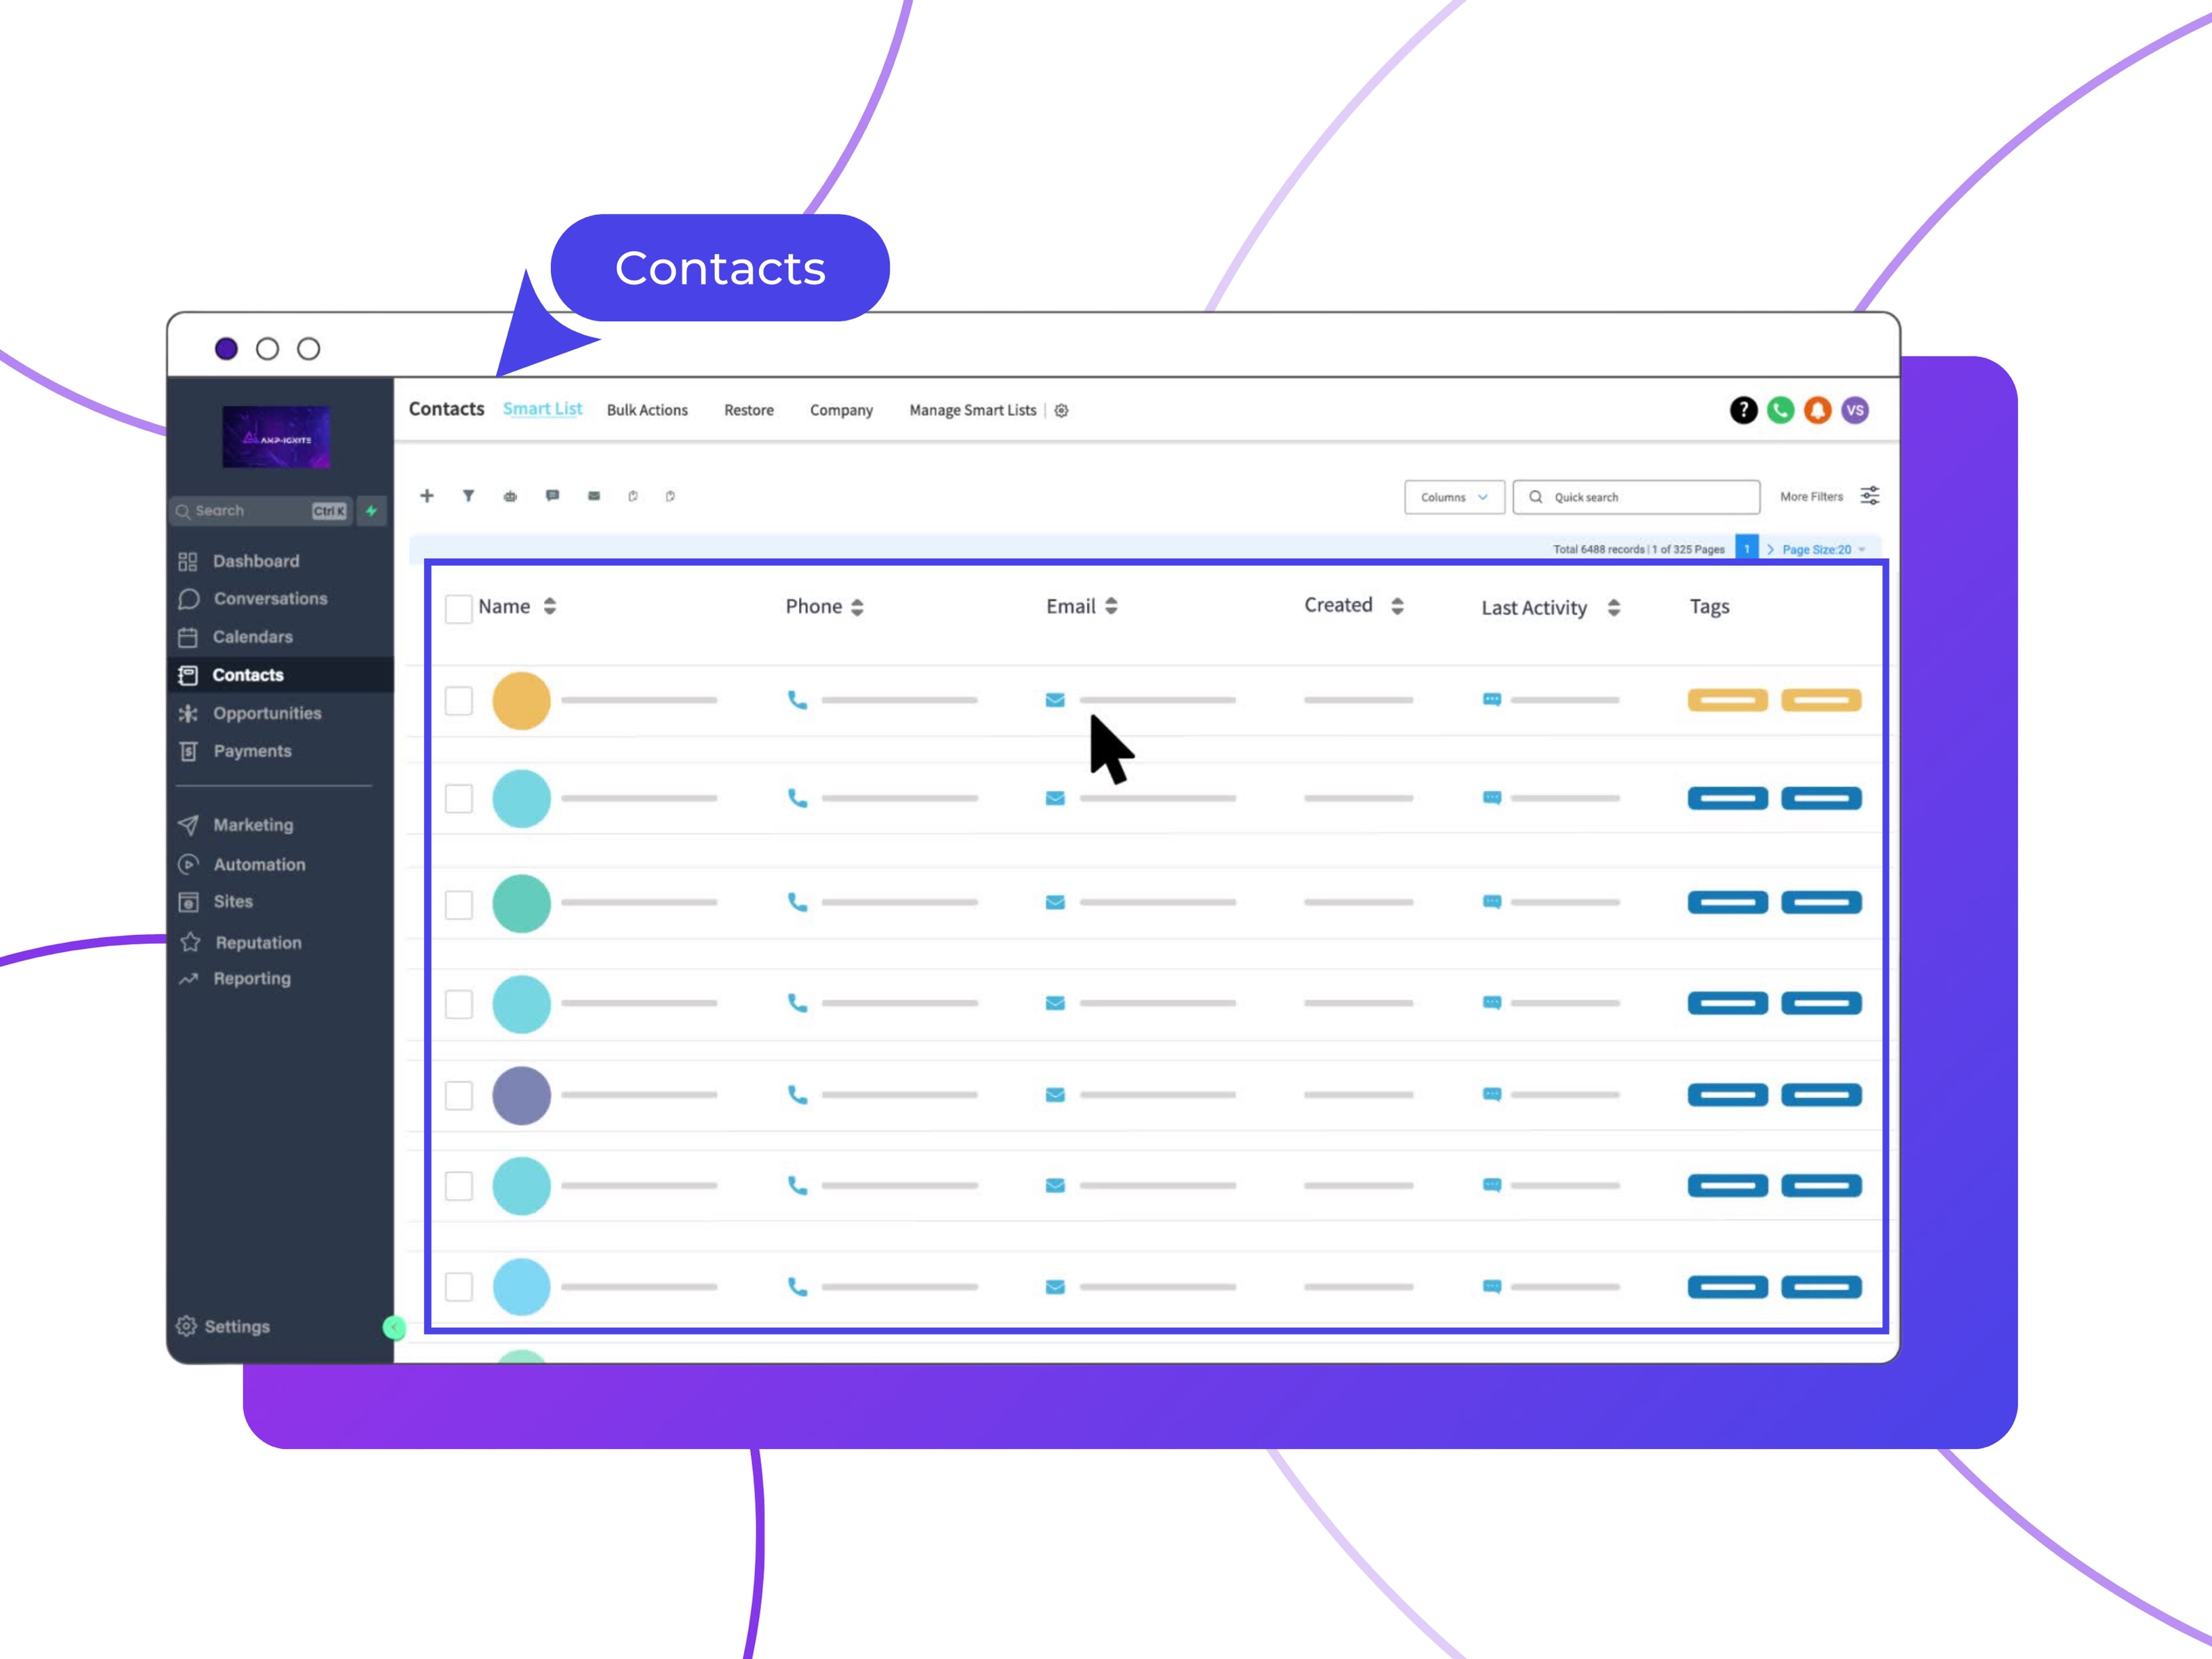 Contacts
AMP-IGNITE
Contacts Smart List Bulk Actions Restore Company Manage Smart Lists
? VS
Search Ctrl K
Columns Quick search More Filters
Total 6488 records | 1 of 325 Pages 1 > Page Size:20
Dashboard
Conversations
Calendars
Contacts
Opportunities
Payments
Marketing
Automation
Sites
Reputation
Reporting
Settings
Name Phone Email Created Last Activity Tags